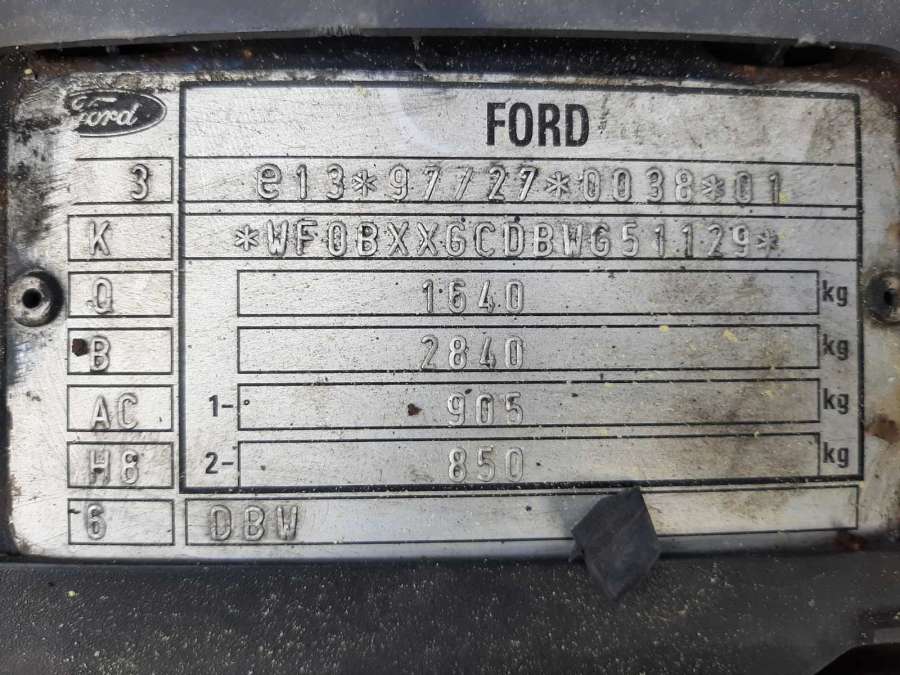 Ford
FORD
3 e13*97/27*0038*01
K *WF0BXXGCDBWG51129*
Q 1640 kg
B 2840 kg
AC 1- 905 kg
H8 2- 850 kg
6 DBW